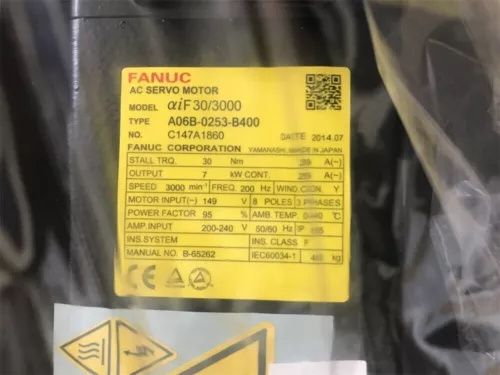 FANUC
AC SERVO MOTOR
MODEL αiF 30/3000
TYPE A06B-0253-B400
NO. C147A1860 DATE 2014.07
FANUC CORPORATION YAMANASHI, MADE IN JAPAN
STALL TRQ. 30 Nm A(~)
OUTPUT 7 kW CONT. A(~)
SPEED 3000 min⁻¹ FREQ. 200 Hz WIND. CON. Y
MOTOR INPUT(~) 149 V 8 POLES 3 PHASES
POWER FACTOR 95 % AMB. TEMP. ℃
AMP.INPUT 200-240 V 50/60 Hz IP
INS.SYSTEM INS. CLASS F
MANUAL NO. B-65262 IEC60034-1 kg